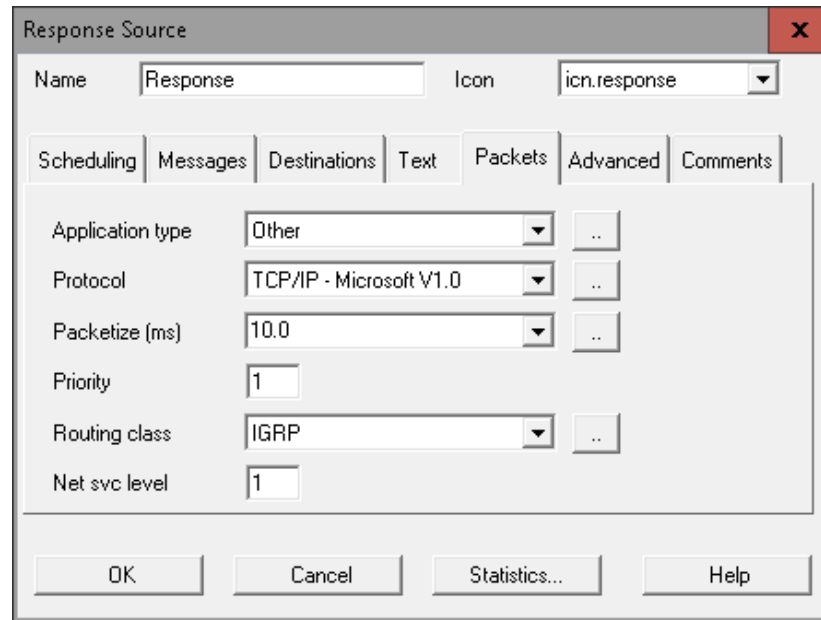 Response Source x
Name Response Icon icn.response
Scheduling Messages Destinations Text Packets Advanced Comments
Application type Other ..
Protocol TCP/IP - Microsoft V1.0 ..
Packetize (ms) 10.0 ..
Priority 1
Routing class IGRP ..
Net svc level 1
OK Cancel Statistics... Help